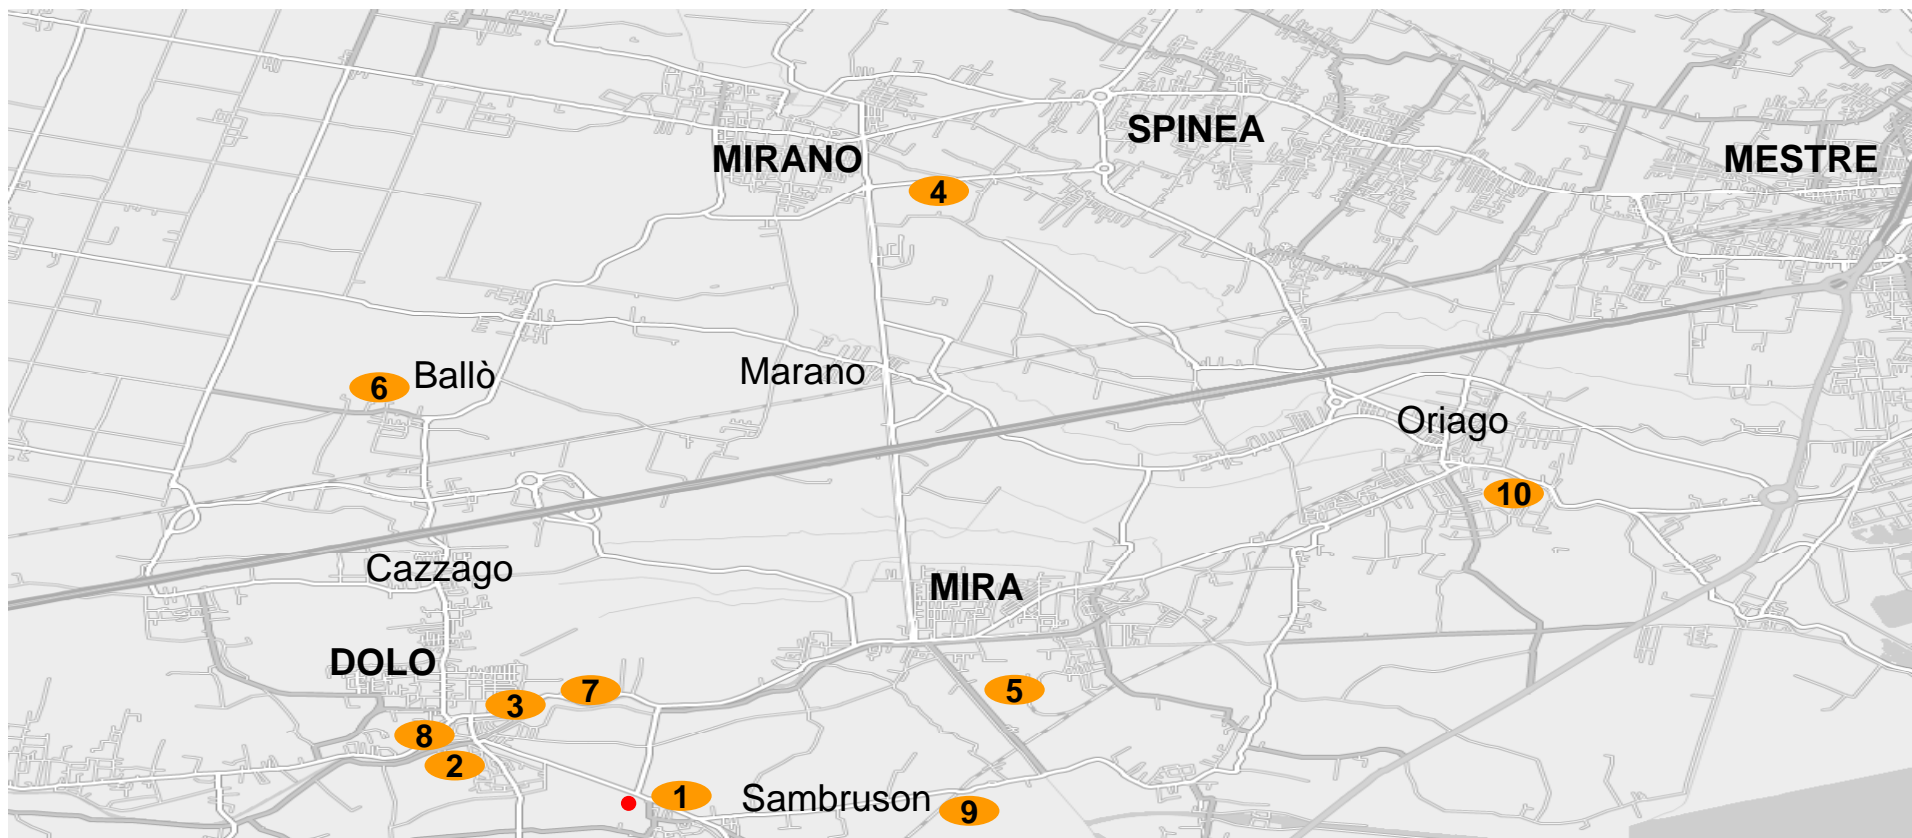 SPINEA
MIRANO
MESTRE
4
Ballò
Marano
6
Oriago
10
Cazzago
MIRA
DOLO
7
5
3
8
2
1
Sambruson
9